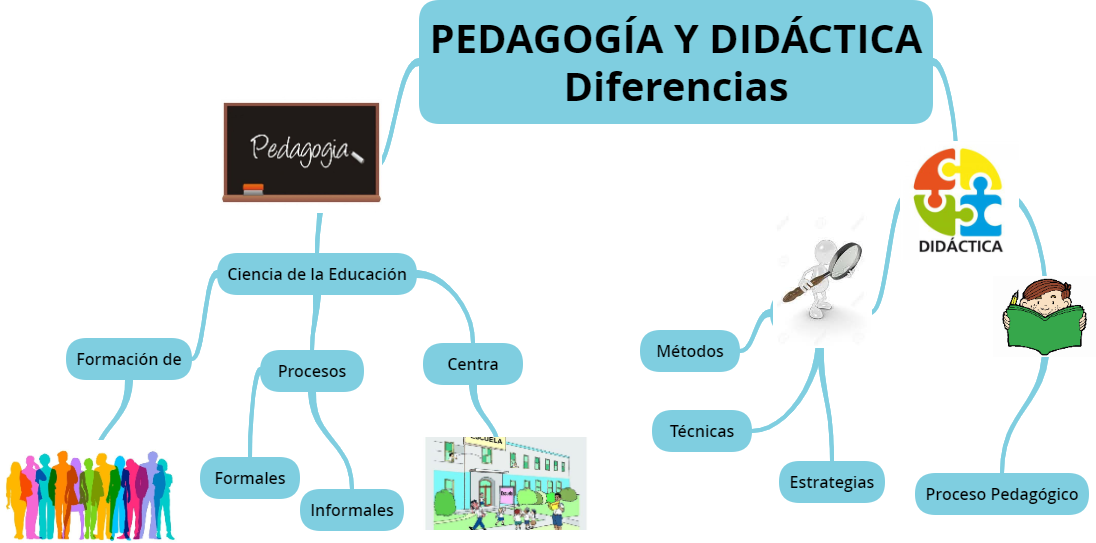 PEDAGOGÍA Y DIDÁCTICA
Diferencias
Pedagogia
DIDÁCTICA
Ciencia de la Educación
Formación de
Procesos
Centra
Métodos
Técnicas
Formales
Informales
ESCUELA
Estrategias
Proceso Pedagógico